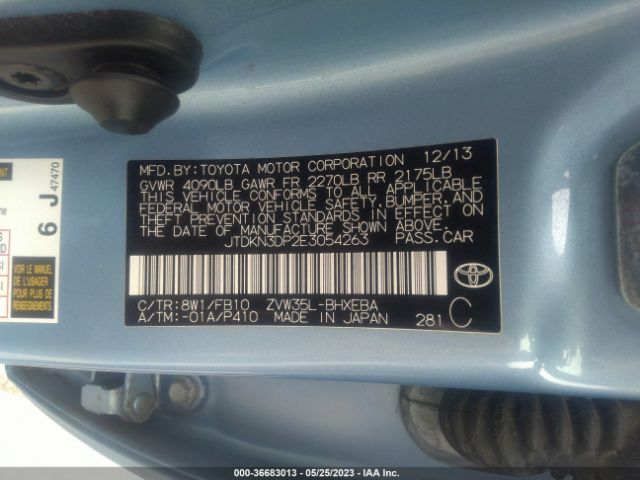 MFD.BY:TOYOTA MOTOR CORPORATION 12/13
GVWR 4090LB GAWR FR 2270LB RR 2175LB
THIS VEHICLE CONFORMS TO ALL APPLICABLE
FEDERAL MOTOR VEHICLE SAFETY,BUMPER,AND
THEFT PREVENTION STANDARDS IN EFFECT ON
THE DATE OF MANUFACTURE SHOWN ABOVE.
JTDKN3DP2E3054263 PASS.CAR
C/TR:8W1/FB10 ZVW35L-BHXEBA
A/TM:-01A/P410 MADE IN JAPAN 281 C
6 J 47470
VOIR LE MANUEL
DE L'USAGER
POUR PLUS DE
RENSEIGNEMENTS
000-36683013 - 05/25/2023 - IAA Inc.